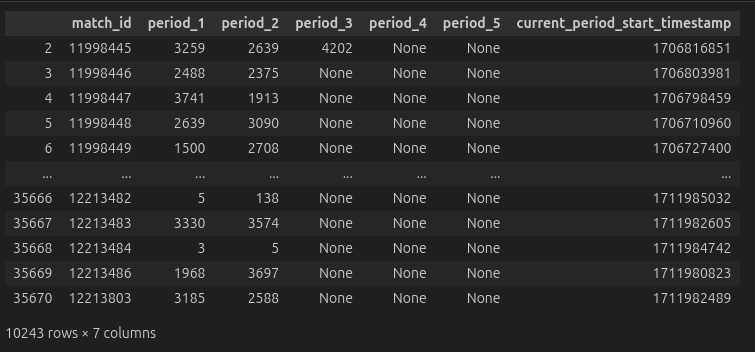 match_id period_1 period_2 period_3 period_4 period_5 current_period_start_timestamp
2 11998445 3259 2639 4202 None None 1706816851
3 11998446 2488 2375 None None None 1706803981
4 11998447 3741 1913 None None None 1706798459
5 11998448 2639 3090 None None None 1706710960
6 11998449 1500 2708 None None None 1706727400
... ... ... ... ... ... ... ...
35666 12213482 5 138 None None None 1711985032
35667 12213483 3330 3574 None None None 1711982605
35668 12213484 3 5 None None None 1711984742
35669 12213486 1968 3697 None None None 1711980823
35670 12213803 3185 2588 None None None 1711982489
10243 rows × 7 columns